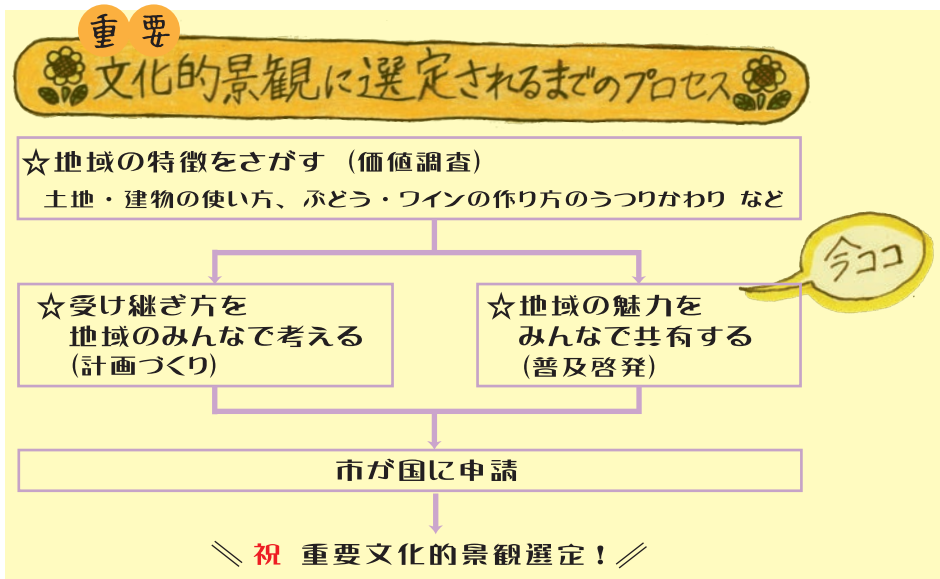 重要
文化的景観に選定されるまでのプロセス
☆地域の特徴をさがす（価値調査）
土地・建物の使い方、ぶどう・ワインの作り方のうつりかわり など
今ココ
☆受け継ぎ方を
地域のみんなで考える
（計画づくり）
☆地域の魅力を
みんなで共有する
（普及啓発）
市が国に申請
祝 重要文化的景観選定！